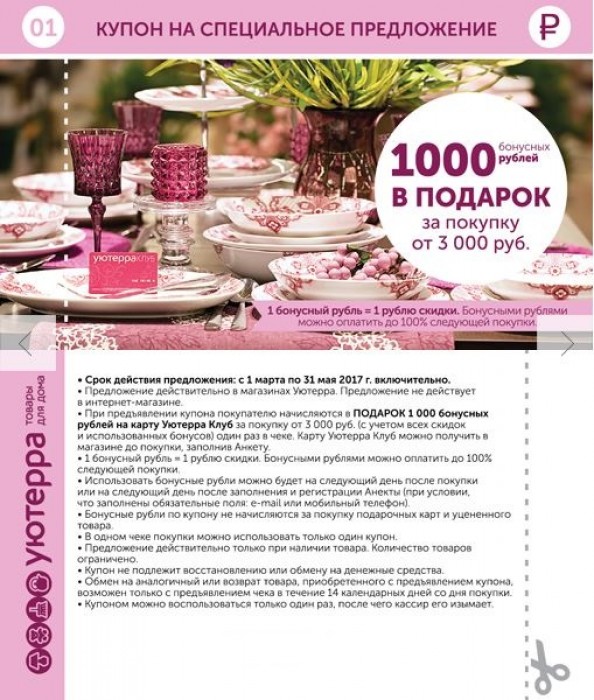 01
КУПОН НА СПЕЦИАЛЬНОЕ ПРЕДЛОЖЕНИЕ
₽
1000 бонусных
рублей
В ПОДАРОК
за покупку
от 3 000 руб.
уютерраклуб
1 бонусный рубль = 1 рублю скидки. Бонусными рублями
можно оплатить до 100% следующей покупки.
уютерра товары
для дома
• Срок действия предложения: с 1 марта по 31 мая 2017 г. включительно.
• Предложение действительно в магазинах Уютерра. Предложение не действует
в интернет-магазине.
• При предъявлении купона покупателю начисляются в ПОДАРОК 1 000 бонусных
рублей на карту Уютерра Клуб за покупку от 3 000 руб. (с учетом всех скидок
и использованных бонусов) один раз в чеке. Карту Уютерра Клуб можно получить в
магазине до покупки, заполнив Анкету.
• 1 бонусный рубль = 1 рублю скидки. Бонусными рублями можно оплатить до 100%
следующей покупки.
• Использовать бонусные рубли можно будет на следующий день после покупки
или на следующий день после заполнения и регистрации Анекты (при условии,
что заполнены обязательные поля: e-mail или мобильный телефон).
• Бонусные рубли по купону не начисляются за покупку подарочных карт и уцененного
товара.
• В одном чеке покупки можно использовать только один купон.
• Предложение действительно только при наличии товара. Количество товаров
ограничено.
• Купон не подлежит восстановлению или обмену на денежные средства.
• Обмен на аналогичный или возврат товара, приобретенного с предъявлением купона,
возможен только с предъявлением чека в течение 14 календарных дней со дня покупки.
• Купоном можно воспользоваться только один раз, после чего кассир его изымает.